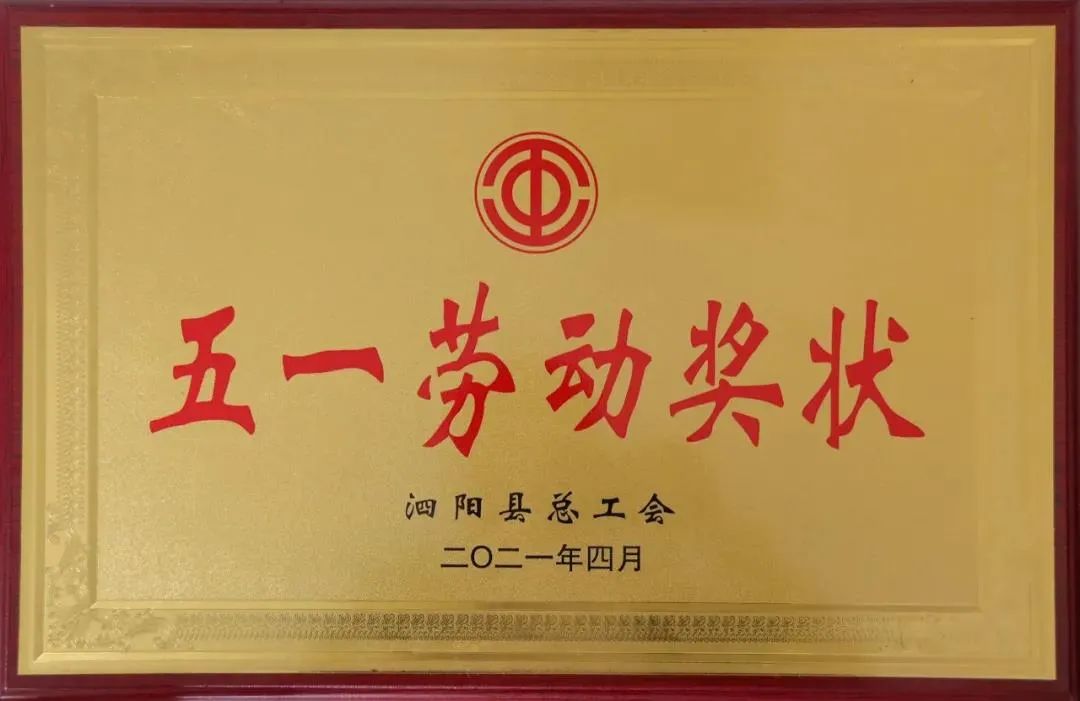 五一劳动奖状
泗阳县总工会
二〇二一年四月